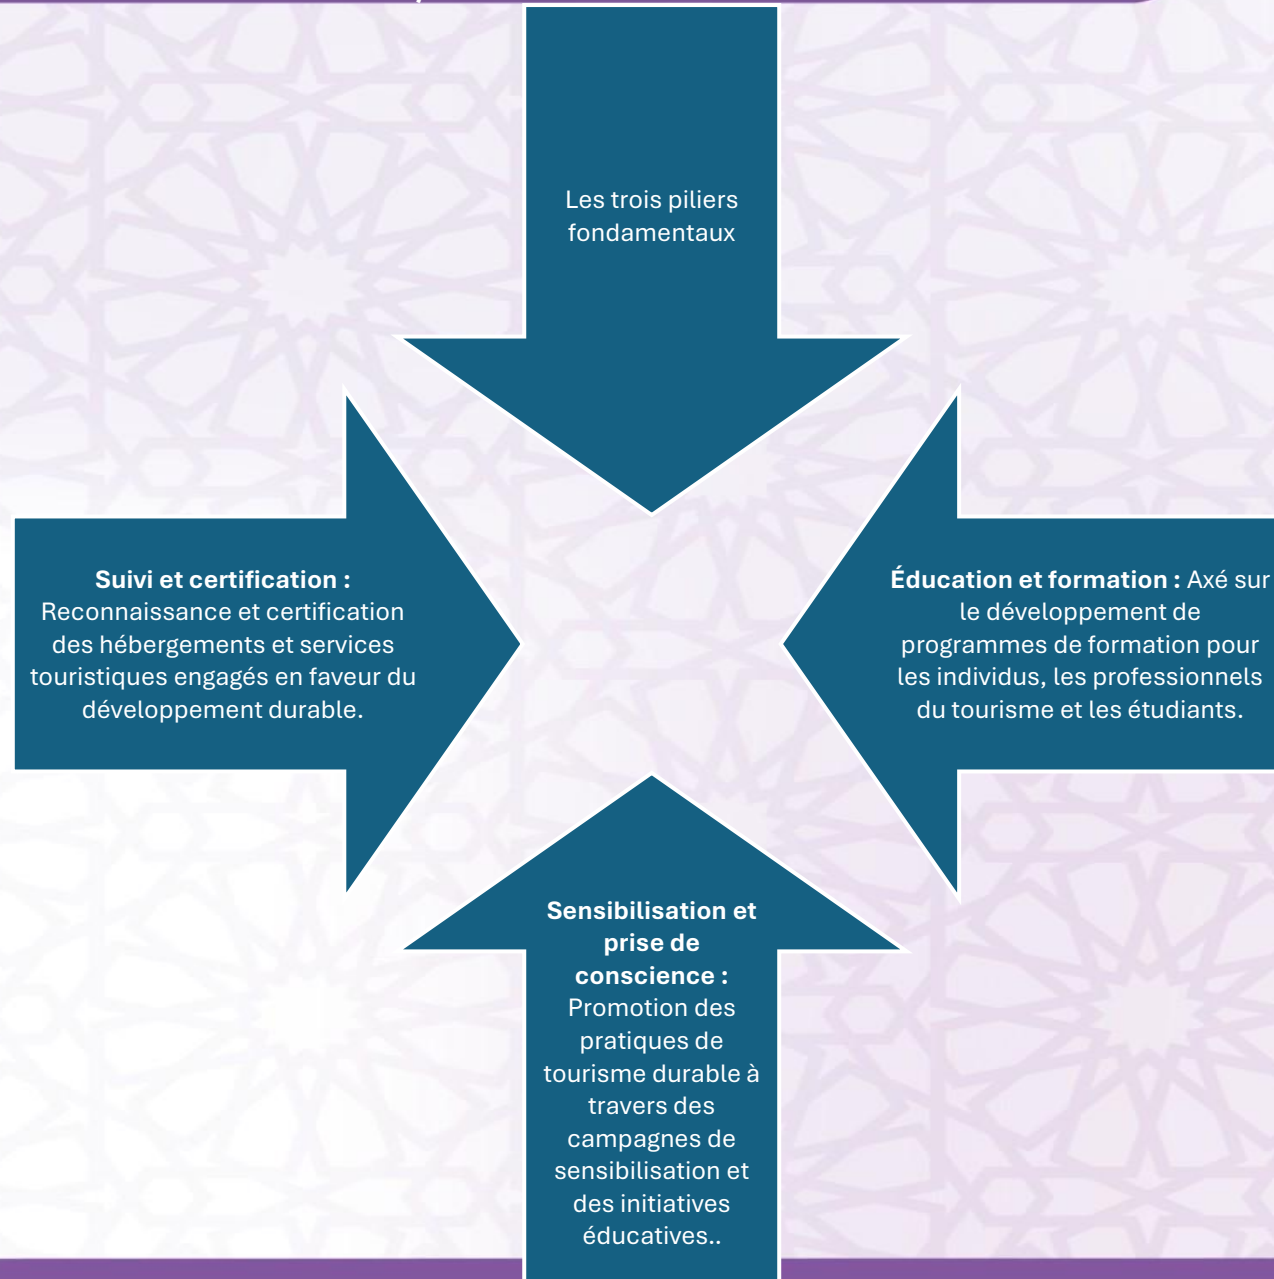 Les trois piliers
fondamentaux
Suivi et certification :
Reconnaissance et certification
des hébergements et services
touristiques engagés en faveur du
développement durable.
Éducation et formation : Axé sur
le développement de
programmes de formation pour
les individus, les professionnels
du tourisme et les étudiants.
Sensibilisation et
prise de
conscience :
Promotion des
pratiques de
tourisme durable à
travers des
campagnes de
sensibilisation et
des initiatives
éducatives..